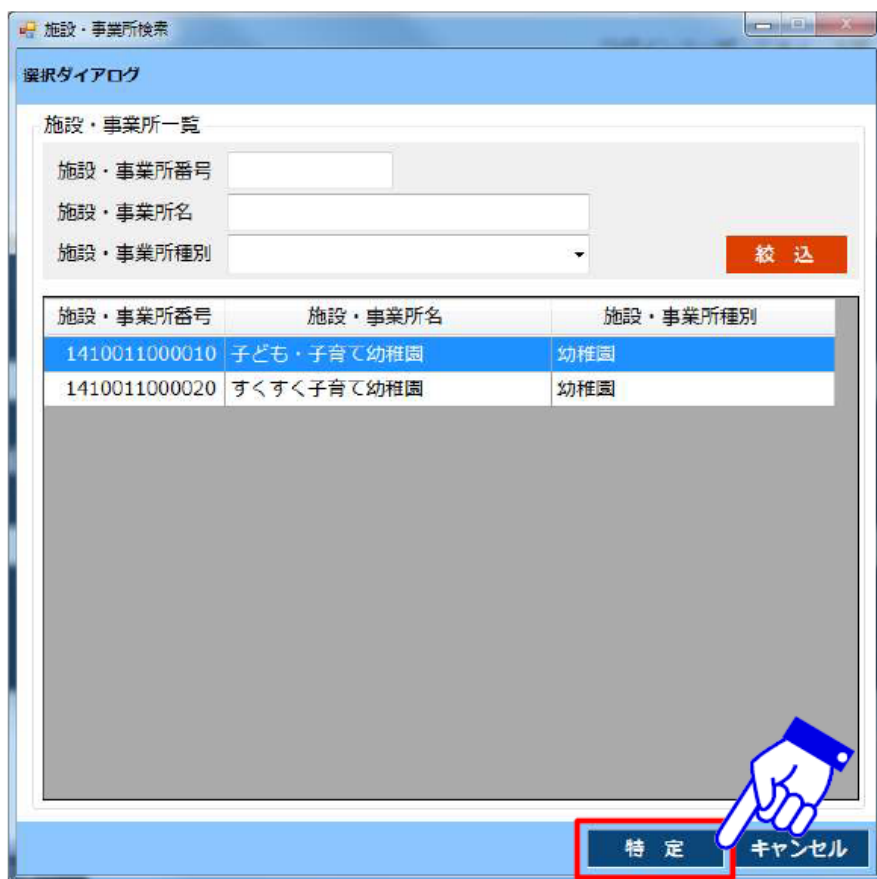 施設・事業所検索
選択ダイアログ
施設・事業所一覧
施設・事業所番号
施設・事業所名
施設・事業所種別
絞 込
施設・事業所番号 施設・事業所名 施設・事業所種別
1410011000010 子ども・子育て幼稚園 幼稚園
1410011000020 すくすく子育て幼稚園 幼稚園
特 定 キャンセル